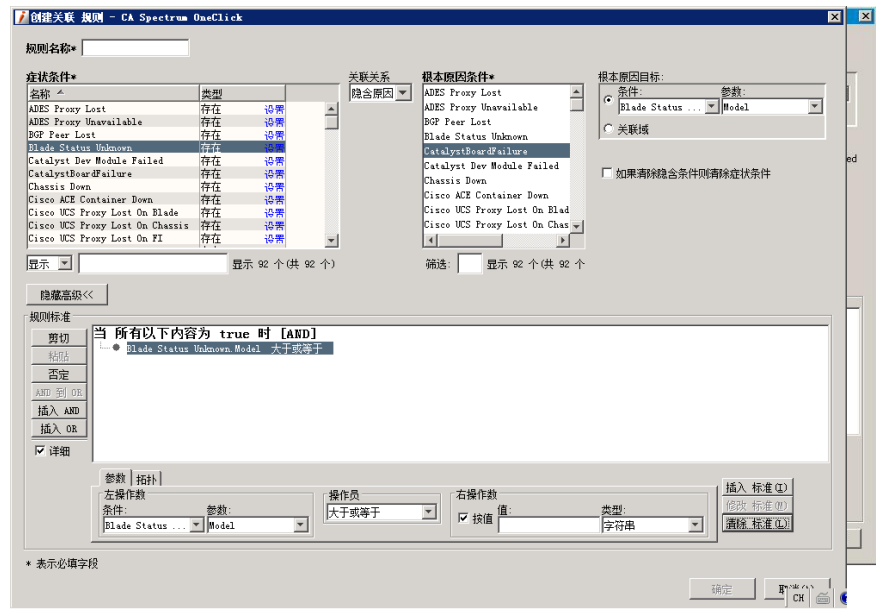 创建关联 规则 - CA Spectrum OneClick
规则名称*
症状条件*
名称
类型
ADES Proxy Lost 存在 设置
ADES Proxy Unavailable 存在 设置
BGP Peer Lost 存在 设置
Blade Status Unknown 存在 设置
Catalyst Dev Module Failed 存在 设置
CatalystBoardFailure 存在 设置
Chassis Down 存在 设置
Cisco ACE Container Down 存在 设置
Cisco UCS Proxy Lost On Blade 存在 设置
Cisco UCS Proxy Lost On Chassis 存在 设置
Cisco UCS Proxy Lost On FI 存在 设置
显示
显示 92 个(共 92 个)
关联关系
隐含原因
根本原因条件*
ADES Proxy Lost
ADES Proxy Unavailable
BGP Peer Lost
Blade Status Unknown
CatalystBoardFailure
Catalyst Dev Module Failed
Chassis Down
Cisco ACE Container Down
Cisco UCS Proxy Lost On Blad
Cisco UCS Proxy Lost On Chas
筛选:
显示 92 个(共 92 个
根本原因目标:
条件: 参数:
Blade Status ... Model
关联域
如果清除隐含条件则清除症状条件
ed
隐藏高级<<
规则标准
剪切
粘贴
否定
AND 到 OR
插入 AND
插入 OR
详细
当 所有以下内容为 true 时 [AND]
Blade Status Unknown.Model 大于或等于
参数 拓扑
左操作数
条件: 参数:
Blade Status ... Model
操作员
大于或等于
右操作数
按值
值: 类型:
字符串
插入 标准(I)
修改 标准(M)
清除 标准(L)
* 表示必填字段
确定
CH